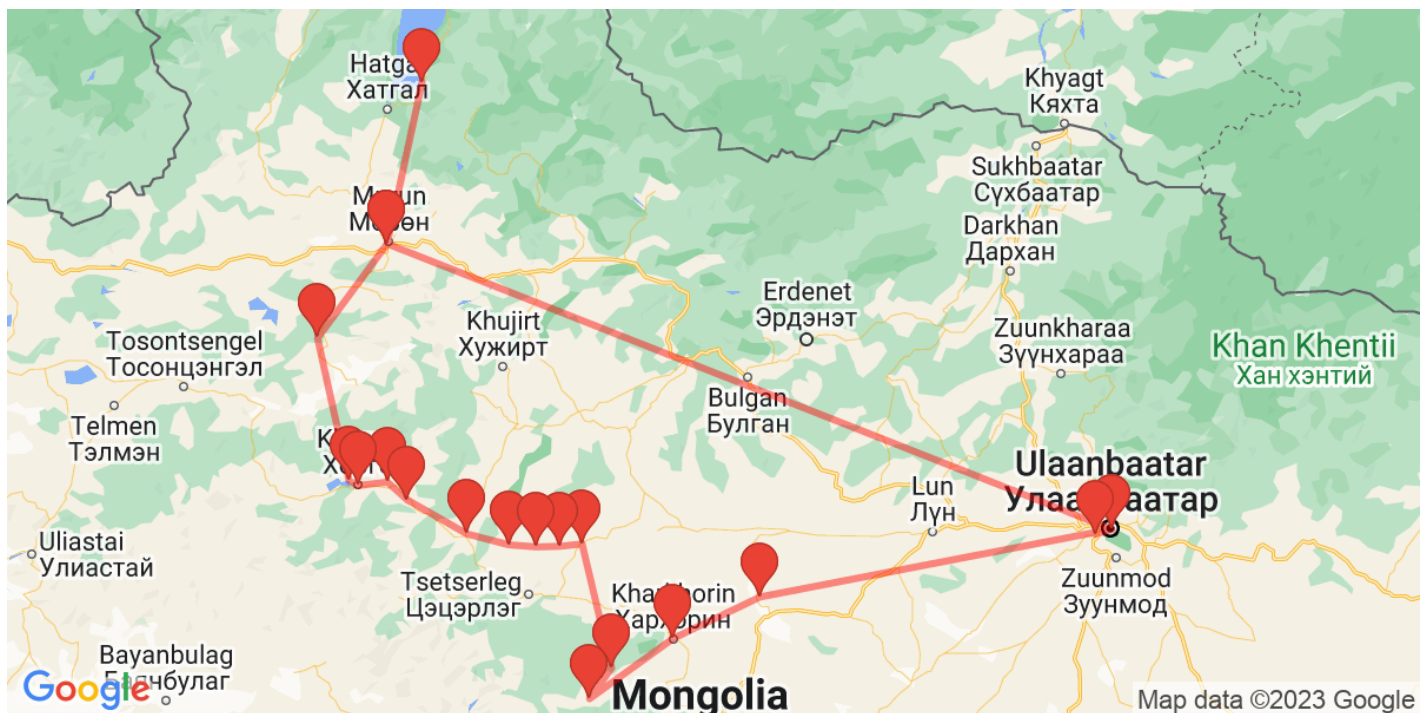 Hatga
Хатгал
Khyagt
Кяхта
Sukhbaatar
Сүхбаатар
Darkhan
Дархан
Erdenet
Эрдэнэт
Zuunkharaa
Зүүнхараа
Khan Khentii
Хан хэнтий
Khujirt
Хужирт
Tosontsengel
Тосонцэнгэл
Telmen
Тэлмэн
Bulgan
Булган
Ulaanbaatar
Lun
Лүн
Uliastai
Улиастай
Tsetserleg
Цэцэрлэг
Zuunmod
Зуунмод
Bayanbulag
Mongolia
Google
Map data ©2023 Google